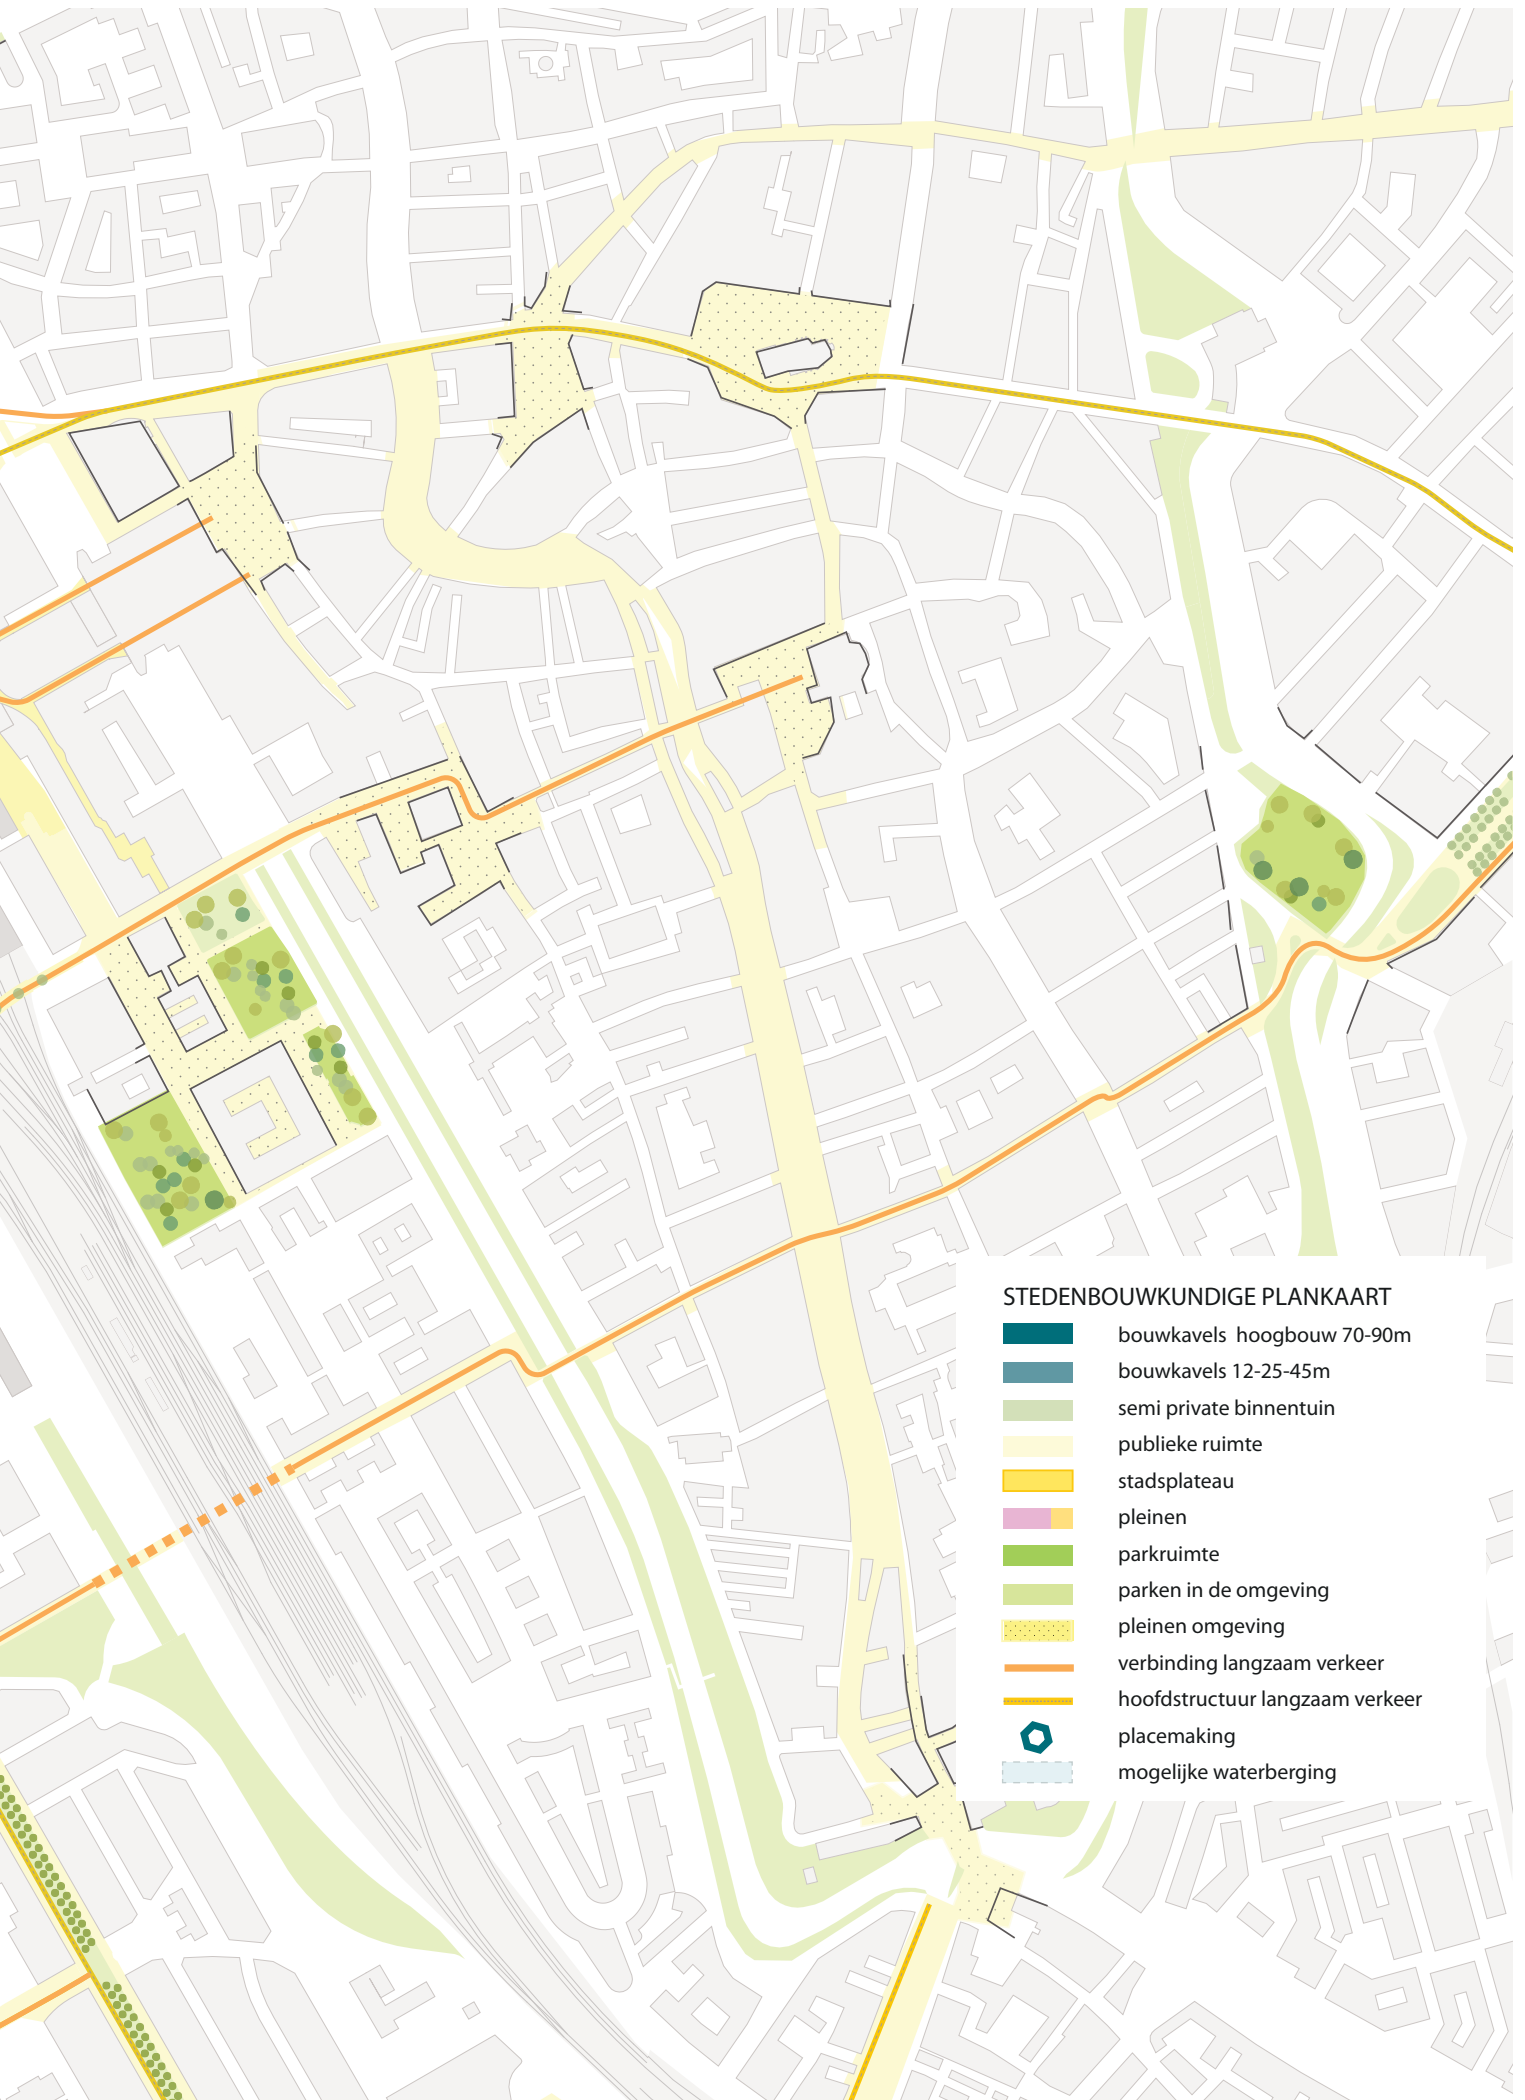 STEDENBOUWKUNDIGE PLANKAART
bouwkavels hoogbouw 70-90m
bouwkavels 12-25-45m
semi private binnentuin
publieke ruimte
stadsplateau
pleinen
parkruimte
parken in de omgeving
pleinen omgeving
verbinding langzaam verkeer
hoofdstructuur langzaam verkeer
placemaking
mogelijke waterberging